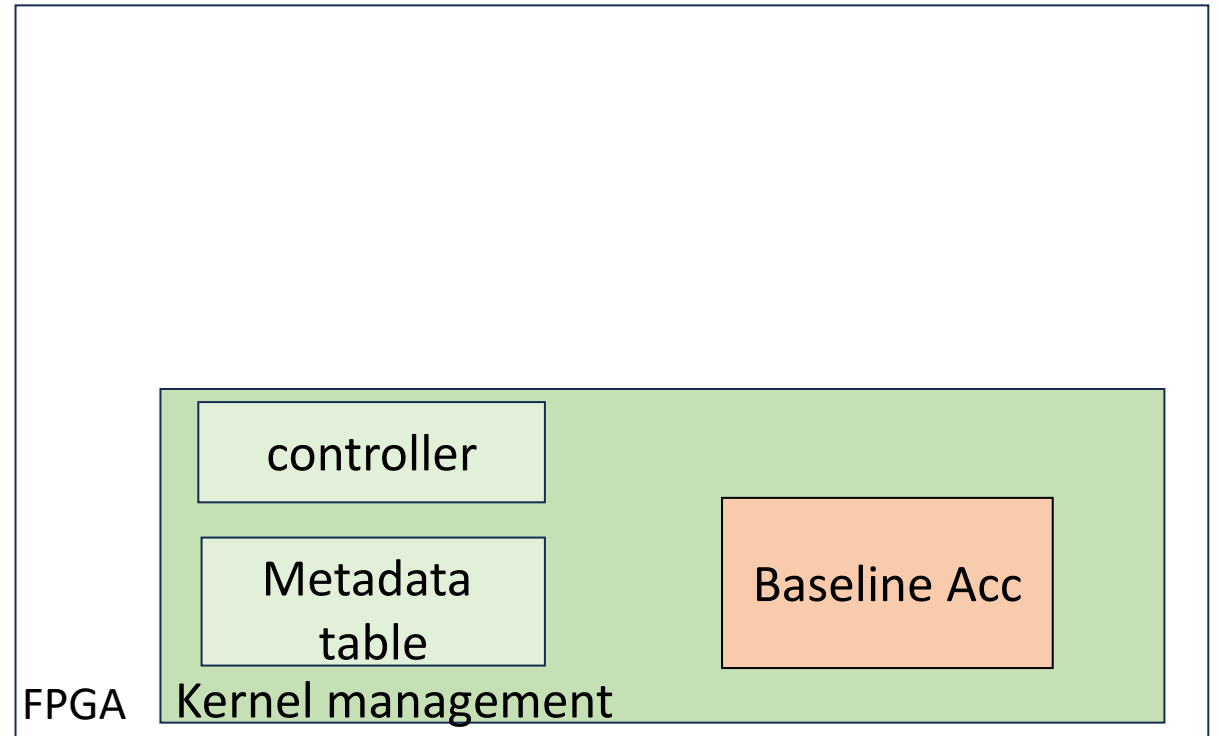 controller
Metadata
table
Baseline Acc
FPGA
Kernel management